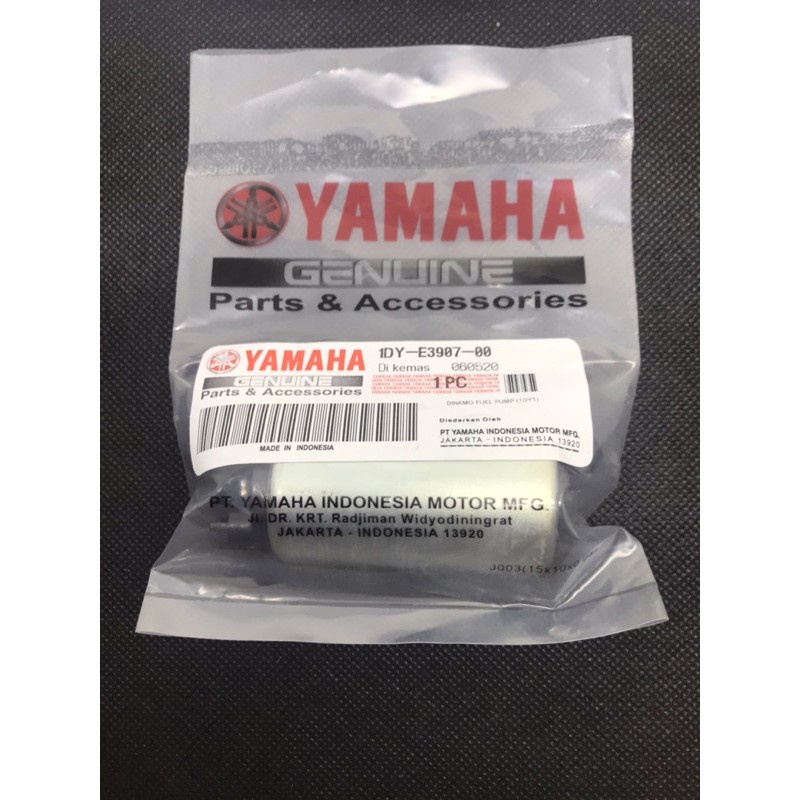 YAMAHA
GENUINE
Parts & Accessories
YAMAHA
GENUINE
Parts & Accessories
MADE IN INDONESIA
1DY-E3907-00
Di kemas 060520
1 PC
DINAMO FUEL PUMP (1DY1)
Diedarkan Oleh
PT YAMAHA INDONESIA MOTOR MFG.
JAKARTA - INDONESIA 13920
PT. YAMAHA INDONESIA MOTOR MFG.
Jl. DR. KRT. Radjiman Widyodiningrat
JAKARTA - INDONESIA 13920